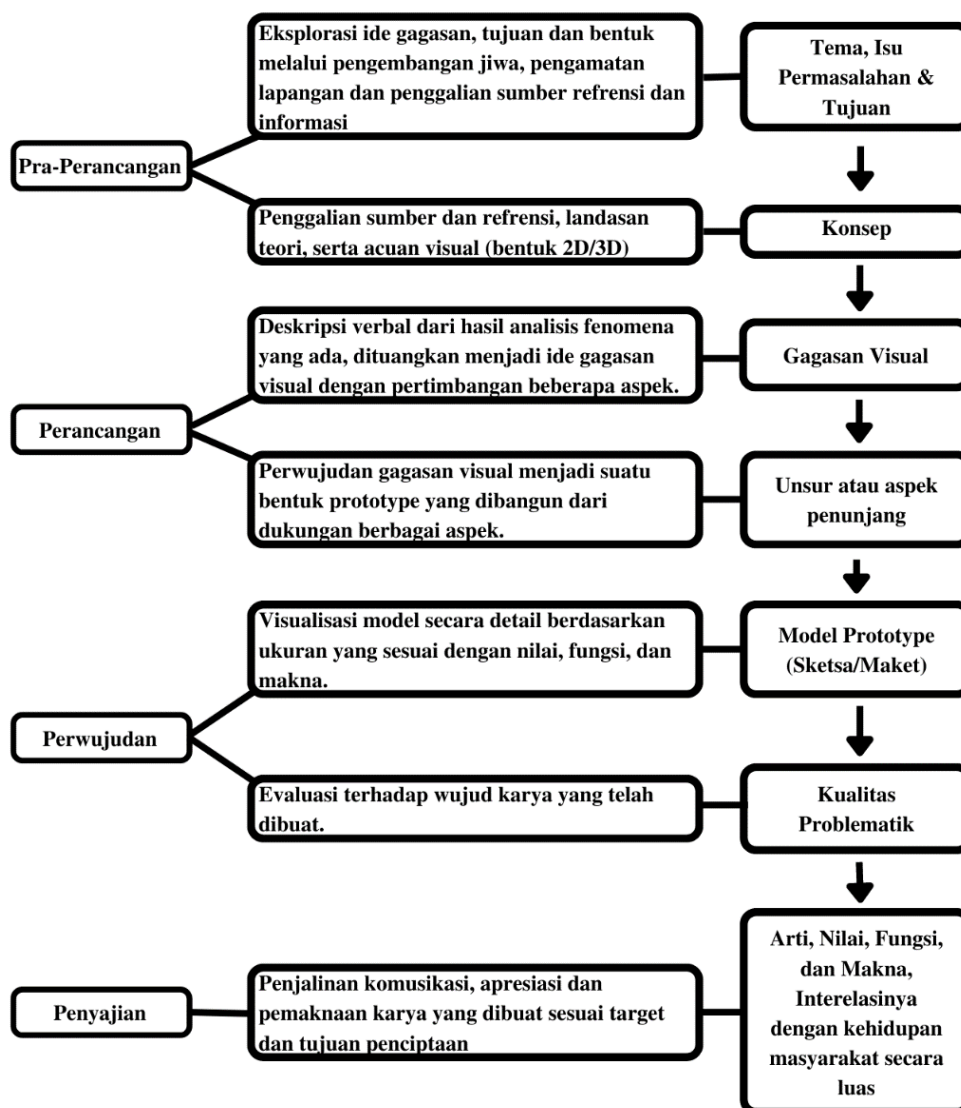 Eksplorasi ide gagasan, tujuan dan bentuk
melalui pengembangan jiwa, pengamatan
lapangan dan penggalian sumber refrensi dan
informasi
Tema, Isu
Permasalahan &
Tujuan
Pra-Perancangan
Penggalian sumber dan refrensi, landasan
teori, serta acuan visual (bentuk 2D/3D)
Konsep
Deskripsi verbal dari hasil analisis fenomena
yang ada, dituangkan menjadi ide gagasan
visual dengan pertimbangan beberapa aspek.
Gagasan Visual
Perancangan
Perwujudan gagasan visual menjadi suatu
bentuk prototype yang dibangun dari
dukungan berbagai aspek.
Unsur atau aspek
penunjang
Visualisasi model secara detail berdasarkan
ukuran yang sesuai dengan nilai, fungsi, dan
makna.
Model Prototype
(Sketsa/Maket)
Perwujudan
Evaluasi terhadap wujud karya yang telah
dibuat.
Kualitas
Problematik
Penyajian
Penjalinan komusikasi, apresiasi dan
pemaknaan karya yang dibuat sesuai target
dan tujuan penciptaan
Arti, Nilai, Fungsi,
dan Makna,
Interelasinya
dengan kehidupan
masyarakat secara
luas